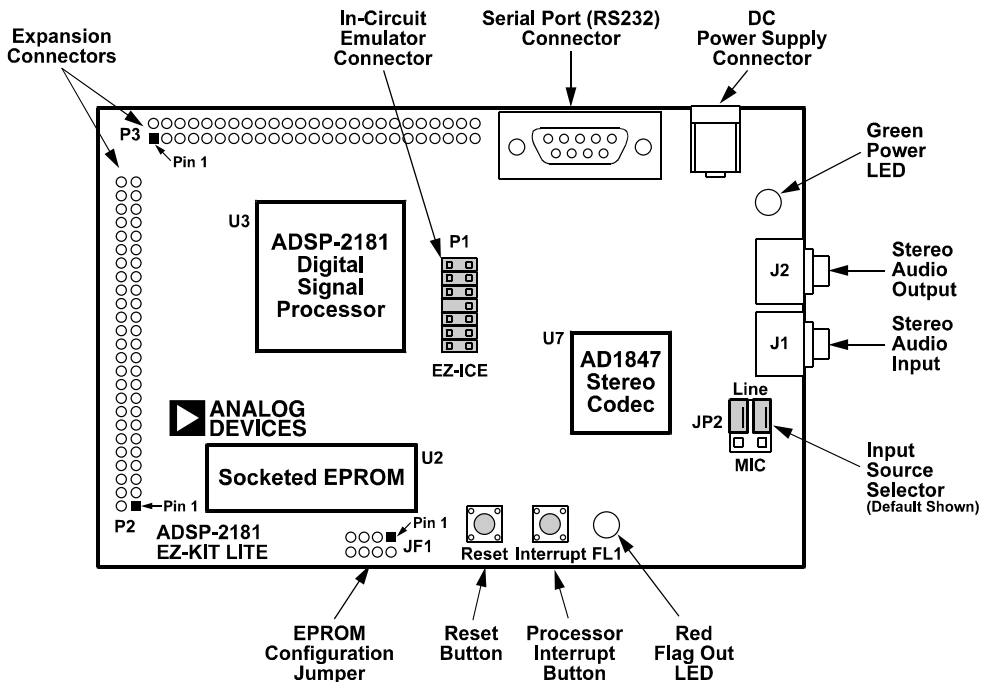 Expansion
Connectors
In-Circuit
Emulator
Connector
Serial Port (RS232)
Connector
DC
Power Supply
Connector
Green
Power
LED
P3
Pin 1
U3
ADSP-2181
Digital
Signal
Processor
P1
EZ-ICE
J2
Stereo
Audio
Output
J1
Stereo
Audio
Input
U7
AD1847
Stereo
Codec
Line
JP2
MIC
Input
Source
Selector
(Default Shown)
ANALOG
DEVICES
U2
Socketed EPROM
Pin 1
P2
ADSP-2181
EZ-KIT LITE
Pin 1
JF1
Reset
Interrupt
FL1
EPROM
Configuration
Jumper
Reset
Button
Processor
Interrupt
Button
Red
Flag Out
LED